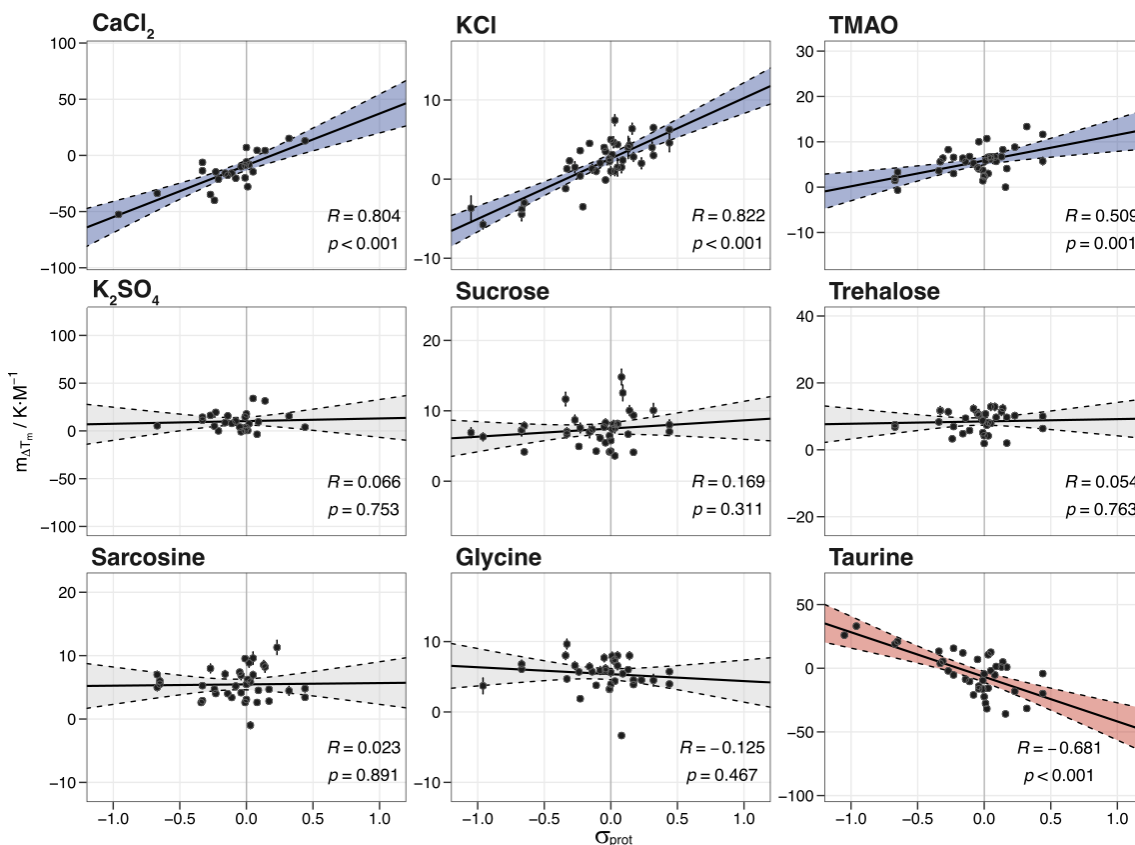 CaCl₂ KCl TMAO
100
50
0
−50
−100
R = 0.804
p < 0.001
10
0
−10
R = 0.822
p < 0.001
30
20
10
0
−10
R = 0.509
p = 0.001
K₂SO₄ Sucrose Trehalose
m_ΔTₘ / K·M⁻¹
100
50
0
−50
−100
R = 0.066
p = 0.753
20
10
0
R = 0.169
p = 0.311
40
20
0
−20
R = 0.054
p = 0.763
Sarcosine Glycine Taurine
20
10
0
−10
R = 0.023
p = 0.891
10
0
−10
R = −0.125
p = 0.467
50
0
−50
−100
R = −0.681
p < 0.001
−1.0 −0.5 0.0 0.5 1.0 −1.0 −0.5 0.0 0.5 1.0 −1.0 −0.5 0.0 0.5 1.0
σprot